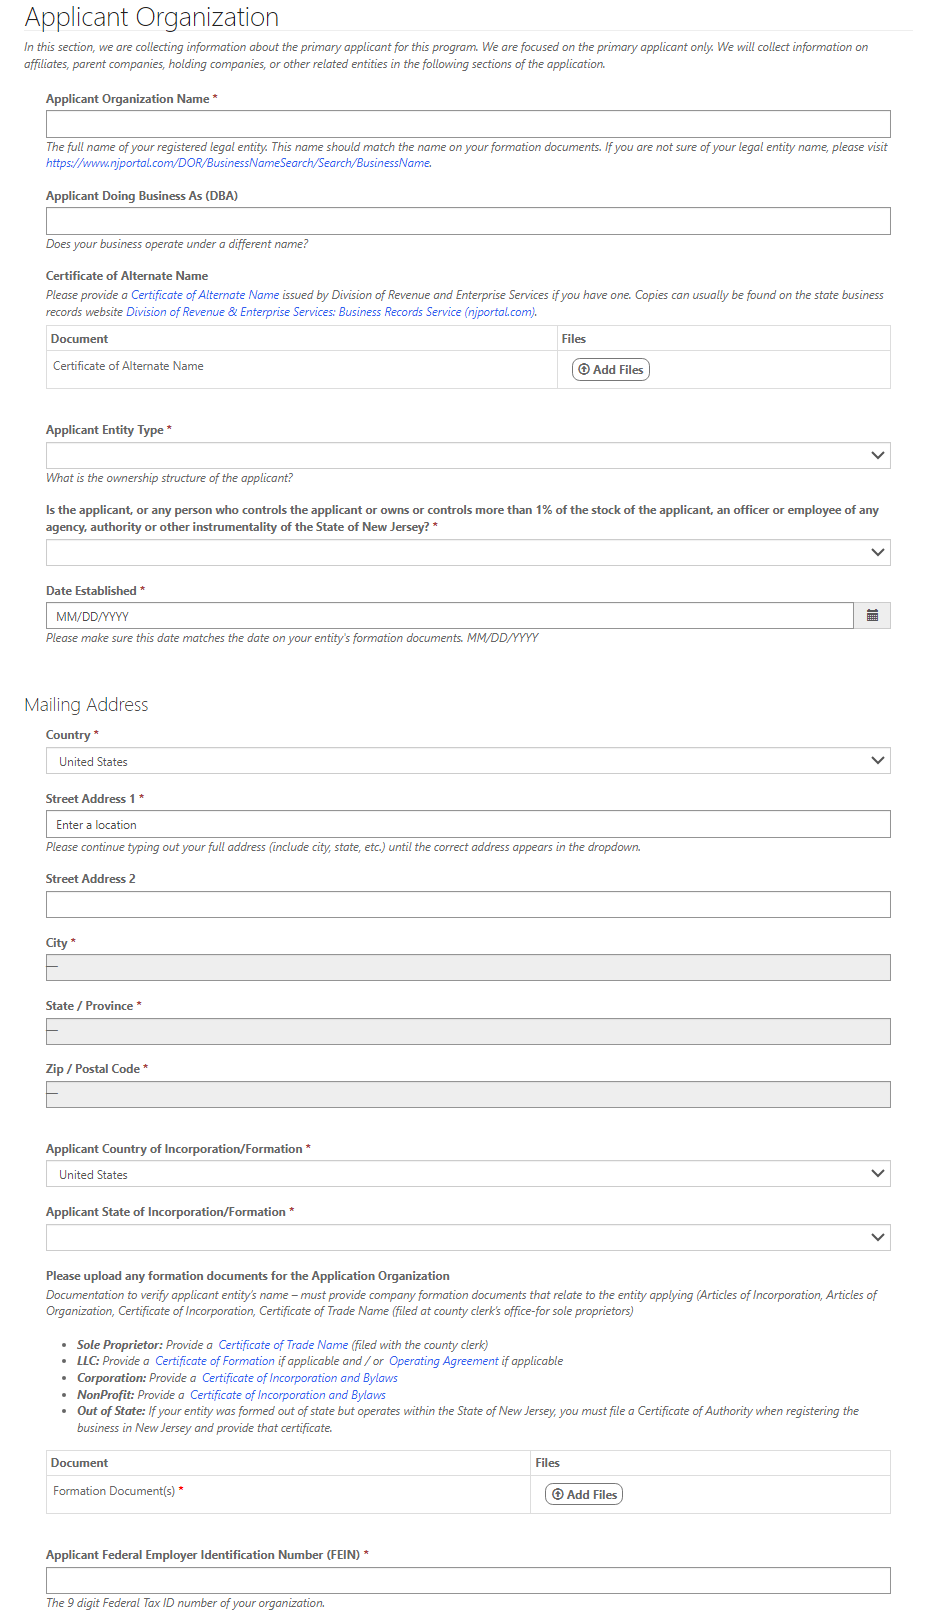 Applicant Organization
In this section, we are collecting information about the primary applicant for this program. We are focused on the primary applicant only. We will collect information on
affiliates, parent companies, holding companies, or other related entities in the following sections of the application.
Applicant Organization Name *
The full name of your registered legal entity. This name should match the name on your formation documents. If you are not sure of your legal entity name, please visit
https://www.njportal.com/DOR/BusinessNameSearch/Search/BusinessName.
Applicant Doing Business As (DBA)
Does your business operate under a different name?
Certificate of Alternate Name
Please provide a Certificate of Alternate Name issued by Division of Revenue and Enterprise Services if you have one. Copies can usually be found on the state business
records website Division of Revenue & Enterprise Services: Business Records Service (njportal.com).
Document Files
Certificate of Alternate Name Add Files
Applicant Entity Type *
What is the ownership structure of the applicant?
Is the applicant, or any person who controls the applicant or owns or controls more than 1% of the stock of the applicant, an officer or employee of any
agency, authority or other instrumentality of the State of New Jersey? *
Date Established *
MM/DD/YYYY
Please make sure this date matches the date on your entity's formation documents. MM/DD/YYYY
Mailing Address
Country *
United States
Street Address 1 *
Enter a location
Please continue typing out your full address (include city, state, etc.) until the correct address appears in the dropdown.
Street Address 2
City *
—
State / Province *
—
Zip / Postal Code *
—
Applicant Country of Incorporation/Formation *
United States
Applicant State of Incorporation/Formation *
Please upload any formation documents for the Application Organization
Documentation to verify applicant entity's name – must provide company formation documents that relate to the entity applying (Articles of Incorporation, Articles of
Organization, Certificate of Incorporation, Certificate of Trade Name (filed at county clerk's office-for sole proprietors)
• Sole Proprietor: Provide a Certificate of Trade Name (filed with the county clerk)
• LLC: Provide a Certificate of Formation if applicable and / or Operating Agreement if applicable
• Corporation: Provide a Certificate of Incorporation and Bylaws
• NonProfit: Provide a Certificate of Incorporation and Bylaws
• Out of State: If your entity was formed out of state but operates within the State of New Jersey, you must file a Certificate of Authority when registering the
business in New Jersey and provide that certificate.
Document Files
Formation Document(s) * Add Files
Applicant Federal Employer Identification Number (FEIN) *
The 9 digit Federal Tax ID number of your organization.